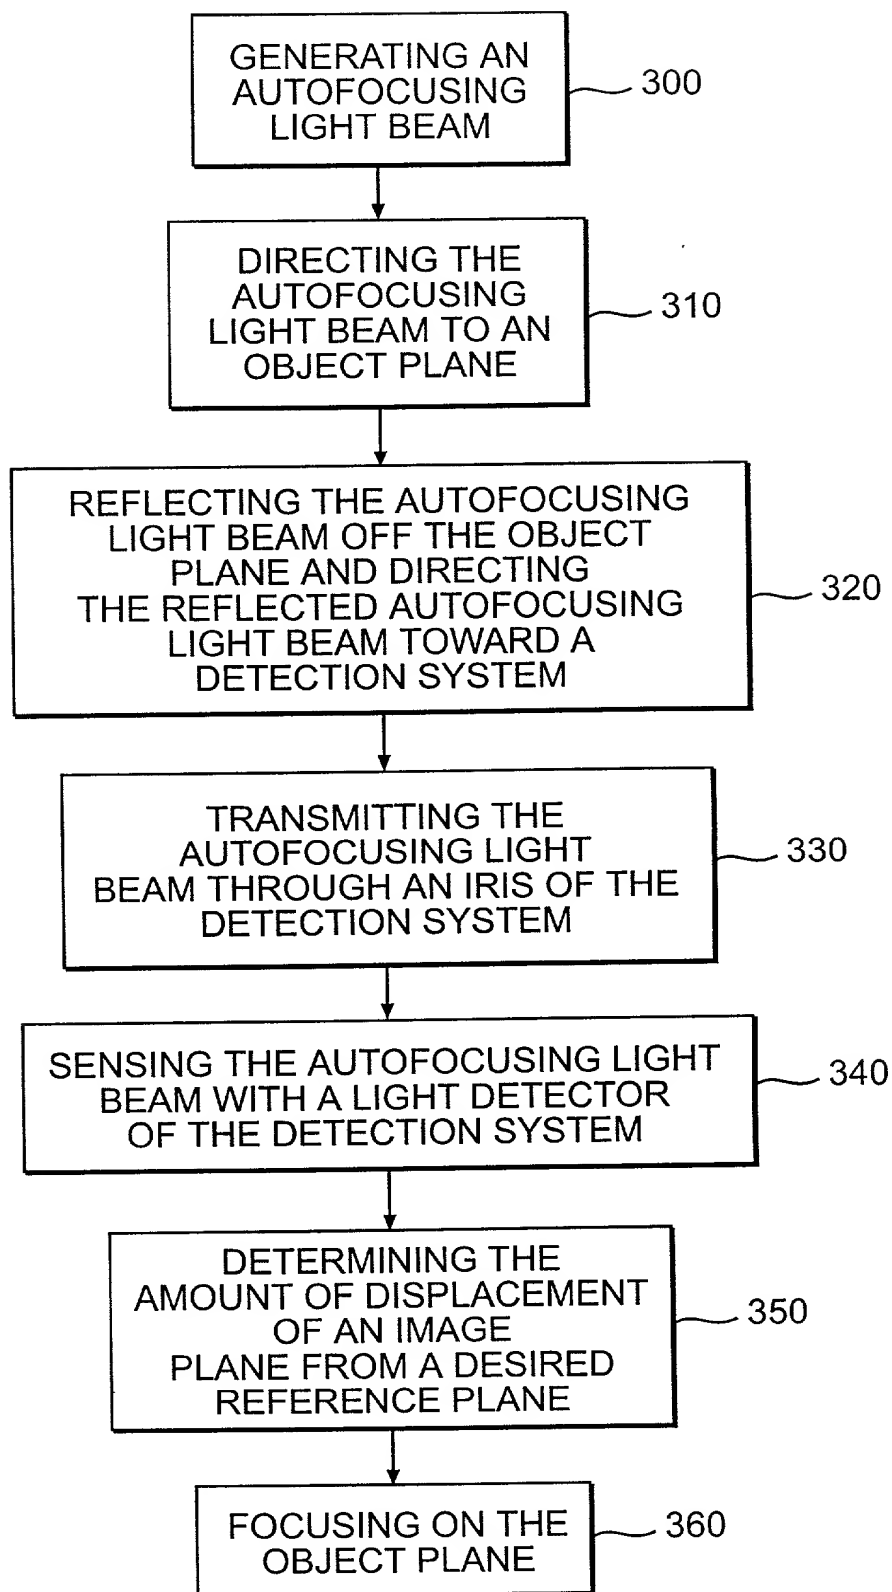 GENERATING AN
AUTOFOCUSING
LIGHT BEAM
300
DIRECTING THE
AUTOFOCUSING
LIGHT BEAM TO AN
OBJECT PLANE
310
REFLECTING THE AUTOFOCUSING
LIGHT BEAM OFF THE OBJECT
PLANE AND DIRECTING
THE REFLECTED AUTOFOCUSING
LIGHT BEAM TOWARD A
DETECTION SYSTEM
320
TRANSMITTING THE
AUTOFOCUSING LIGHT
BEAM THROUGH AN IRIS OF THE
DETECTION SYSTEM
330
SENSING THE AUTOFOCUSING LIGHT
BEAM WITH A LIGHT DETECTOR
OF THE DETECTION SYSTEM
340
DETERMINING THE
AMOUNT OF DISPLACEMENT
OF AN IMAGE
PLANE FROM A DESIRED
REFERENCE PLANE
350
FOCUSING ON THE
OBJECT PLANE
360